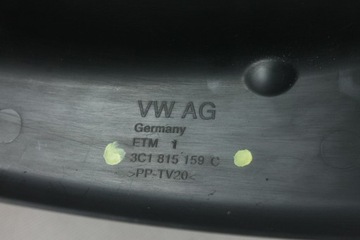 VW AG
Germany
ETM 1
3C1 815 159 C
>PP-TV20<